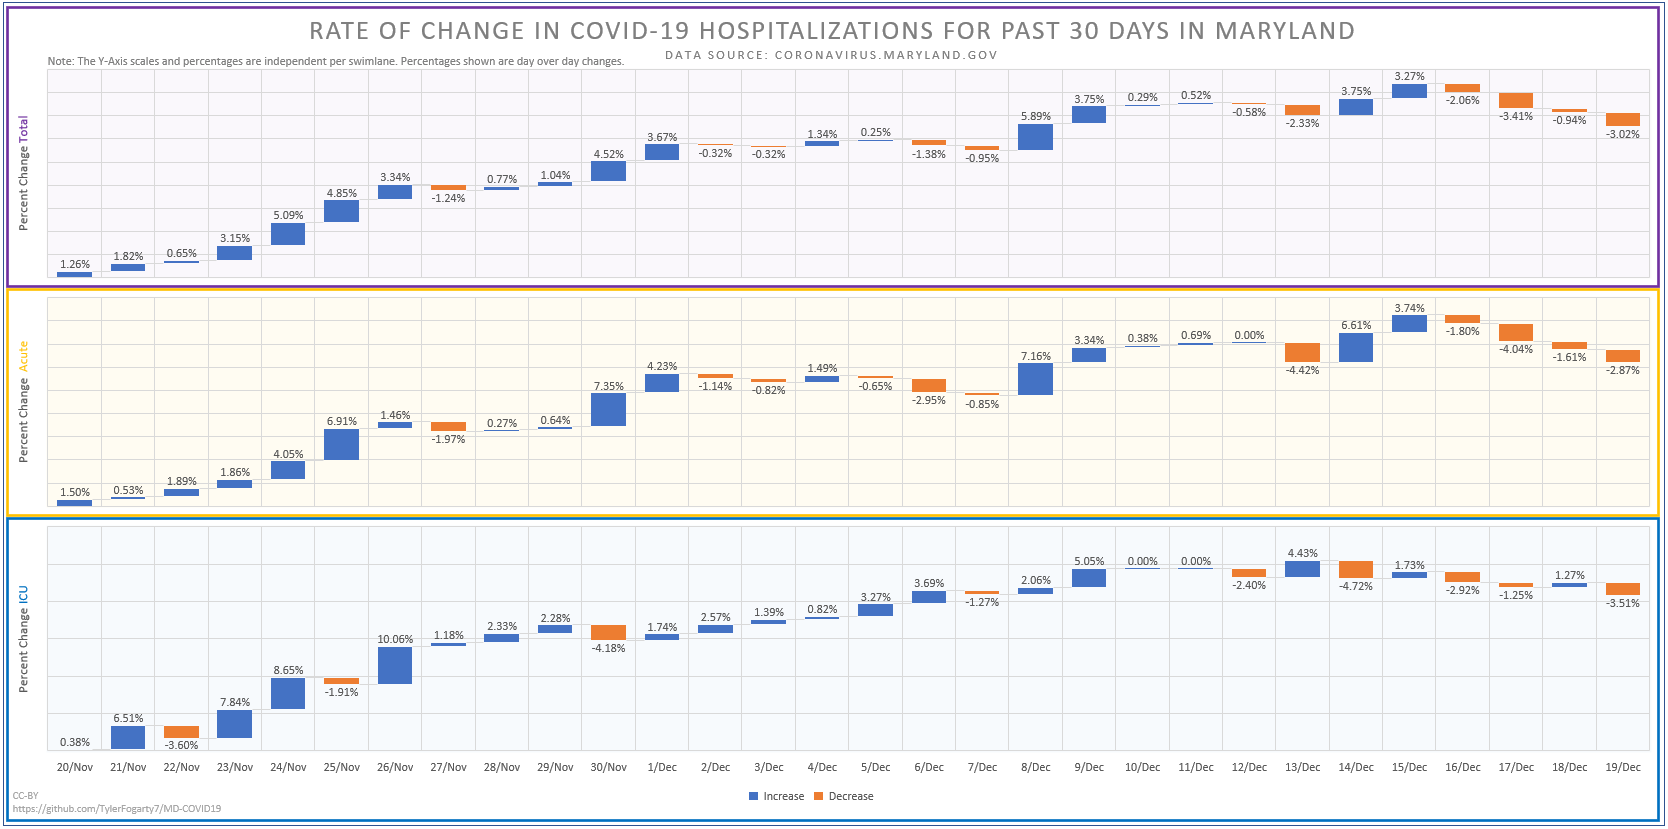 RATE OF CHANGE IN COVID-19 HOSPITALIZATIONS FOR PAST 30 DAYS IN MARYLAND
DATA SOURCE: CORONAVIRUS.MARYLAND.GOV
Note: The Y-Axis scales and percentages are independent per swimlane. Percentages shown are day over day changes.
Percent Change Total
1.26% 1.82% 0.65% 3.15% 5.09% 4.85% 3.34% -1.24% 0.77% 1.04% 4.52% 3.67% -0.32% -0.32% 1.34% 0.25% -1.38% -0.95% 5.89% 3.75% 0.29% 0.52% -0.58% -2.33% 3.75% 3.27% -2.06% -3.41% -0.94% -3.02%
Percent Change Acute
1.50% 0.53% 1.89% 1.86% 4.05% 6.91% 1.46% -1.97% 0.27% 0.64% 7.35% 4.23% -1.14% -0.82% 1.49% -0.65% -2.95% -0.85% 7.16% 3.34% 0.38% 0.69% 0.00% -4.42% 6.61% 3.74% -1.80% -4.04% -1.61% -2.87%
Percent Change ICU
0.38% 6.51% -3.60% 7.84% 8.65% -1.91% 10.06% 1.18% 2.33% 2.28% -4.18% 1.74% 2.57% 1.39% 0.82% 3.27% 3.69% -1.27% 2.06% 5.05% 0.00% 0.00% -2.40% 4.43% -4.72% 1.73% -2.92% -1.25% 1.27% -3.51%
20/Nov 21/Nov 22/Nov 23/Nov 24/Nov 25/Nov 26/Nov 27/Nov 28/Nov 29/Nov 30/Nov 1/Dec 2/Dec 3/Dec 4/Dec 5/Dec 6/Dec 7/Dec 8/Dec 9/Dec 10/Dec 11/Dec 12/Dec 13/Dec 14/Dec 15/Dec 16/Dec 17/Dec 18/Dec 19/Dec
Increase Decrease
CC-BY
https://github.com/TylerFogarty7/MD-COVID19